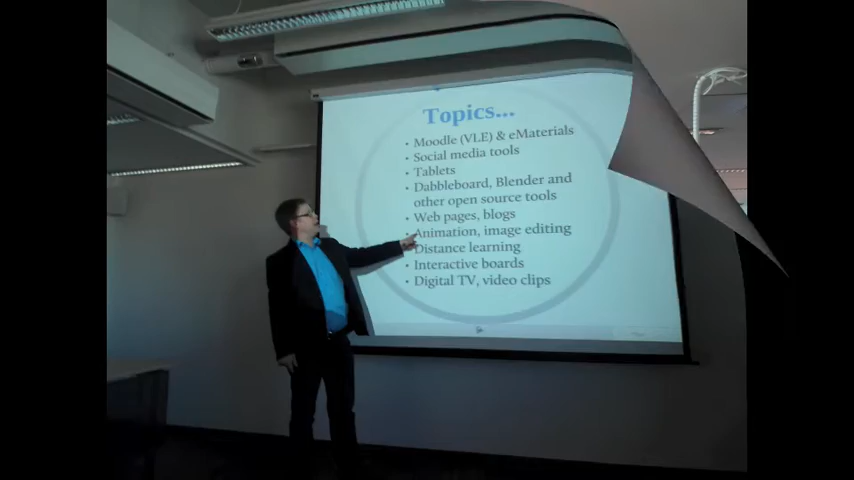 Topics...
• Moodle (VLE) & eMaterials
• Social media tools
• Tablets
• Dabbleboard, Blender and
other open source tools
• Web pages, blogs
• Animation, image editing
• Distance learning
• Interactive boards
• Digital TV, video clips